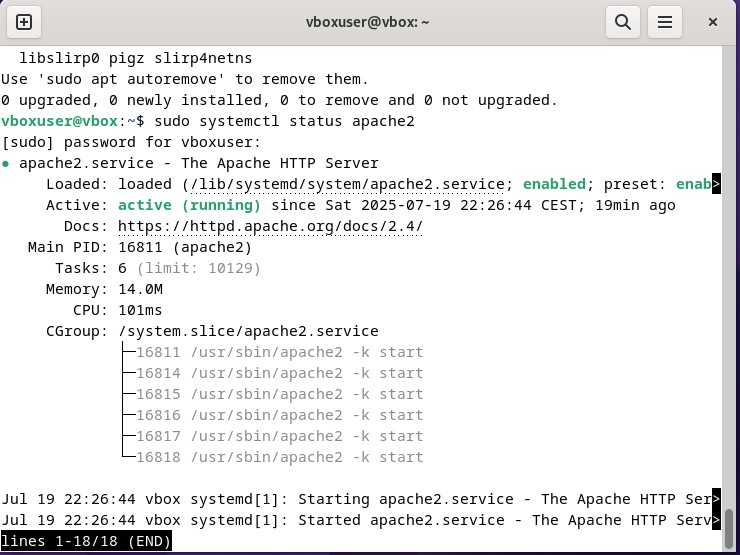 vboxuser@vbox: ~
libslirp0 pigz slirp4netns
Use 'sudo apt autoremove' to remove them.
0 upgraded, 0 newly installed, 0 to remove and 0 not upgraded.
vboxuser@vbox:~$ sudo systemctl status apache2
[sudo] password for vboxuser:
● apache2.service - The Apache HTTP Server
Loaded: loaded (/lib/systemd/system/apache2.service; enabled; preset: enab>
Active: active (running) since Sat 2025-07-19 22:26:44 CEST; 19min ago
Docs: https://httpd.apache.org/docs/2.4/
Main PID: 16811 (apache2)
Tasks: 6 (limit: 10129)
Memory: 14.0M
CPU: 101ms
CGroup: /system.slice/apache2.service
├─16811 /usr/sbin/apache2 -k start
├─16814 /usr/sbin/apache2 -k start
├─16815 /usr/sbin/apache2 -k start
├─16816 /usr/sbin/apache2 -k start
├─16817 /usr/sbin/apache2 -k start
└─16818 /usr/sbin/apache2 -k start
Jul 19 22:26:44 vbox systemd[1]: Starting apache2.service - The Apache HTTP Ser>
Jul 19 22:26:44 vbox systemd[1]: Started apache2.service - The Apache HTTP Serv>
lines 1-18/18 (END)